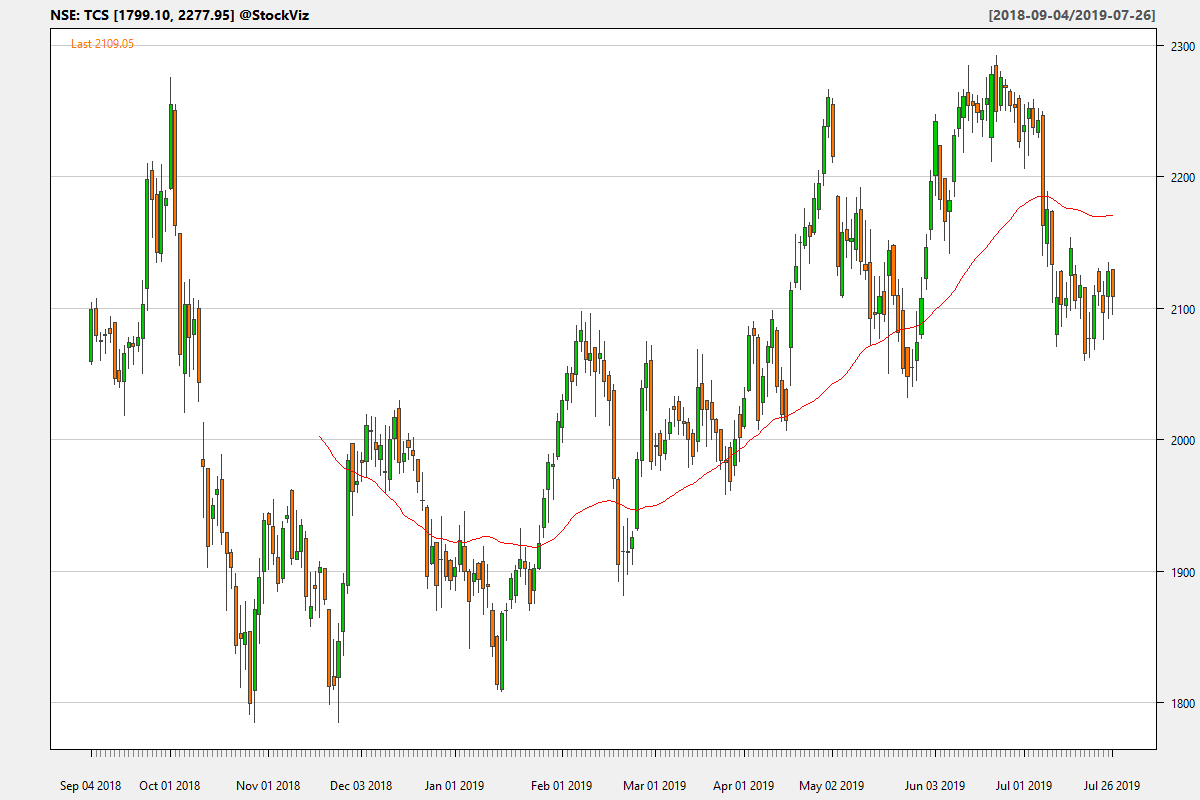 NSE: TCS [1799.10, 2277.95] @StockViz [2018-09-04/2019-07-26]
Last 2109.05
2300
2200
2100
2000
1900
1800
Sep 04 2018 Oct 01 2018 Nov 01 2018 Dec 03 2018 Jan 01 2019 Feb 01 2019 Mar 01 2019 Apr 01 2019 May 02 2019 Jun 03 2019 Jul 01 2019 Jul 26 2019